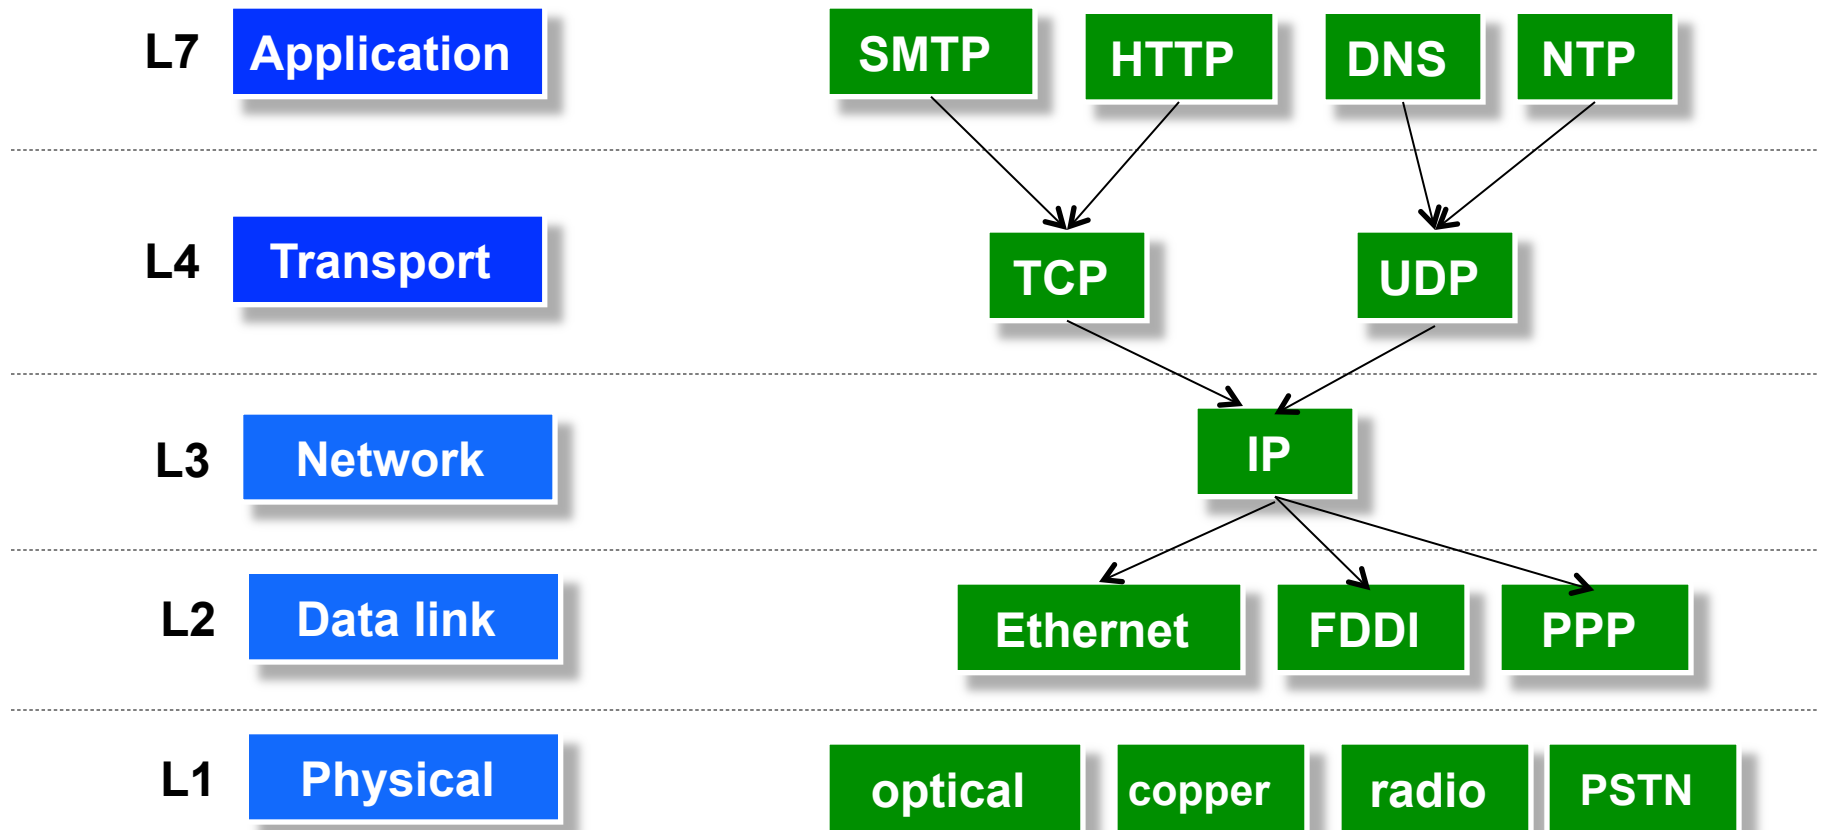 L7 Application SMTP HTTP DNS NTP
L4 Transport TCP UDP
L3 Network IP
L2 Data link Ethernet FDDI PPP
L1 Physical optical copper radio PSTN